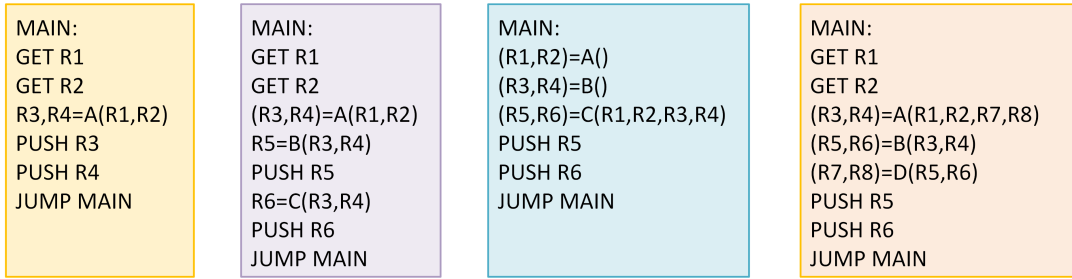 MAIN:
GET R1
GET R2
R3,R4=A(R1,R2)
PUSH R3
PUSH R4
JUMP MAIN
MAIN:
GET R1
GET R2
(R3,R4)=A(R1,R2)
R5=B(R3,R4)
PUSH R5
R6=C(R3,R4)
PUSH R6
JUMP MAIN
MAIN:
(R1,R2)=A()
(R3,R4)=B()
(R5,R6)=C(R1,R2,R3,R4)
PUSH R5
PUSH R6
JUMP MAIN
MAIN:
GET R1
GET R2
(R3,R4)=A(R1,R2,R7,R8)
(R5,R6)=B(R3,R4)
(R7,R8)=D(R5,R6)
PUSH R5
PUSH R6
JUMP MAIN